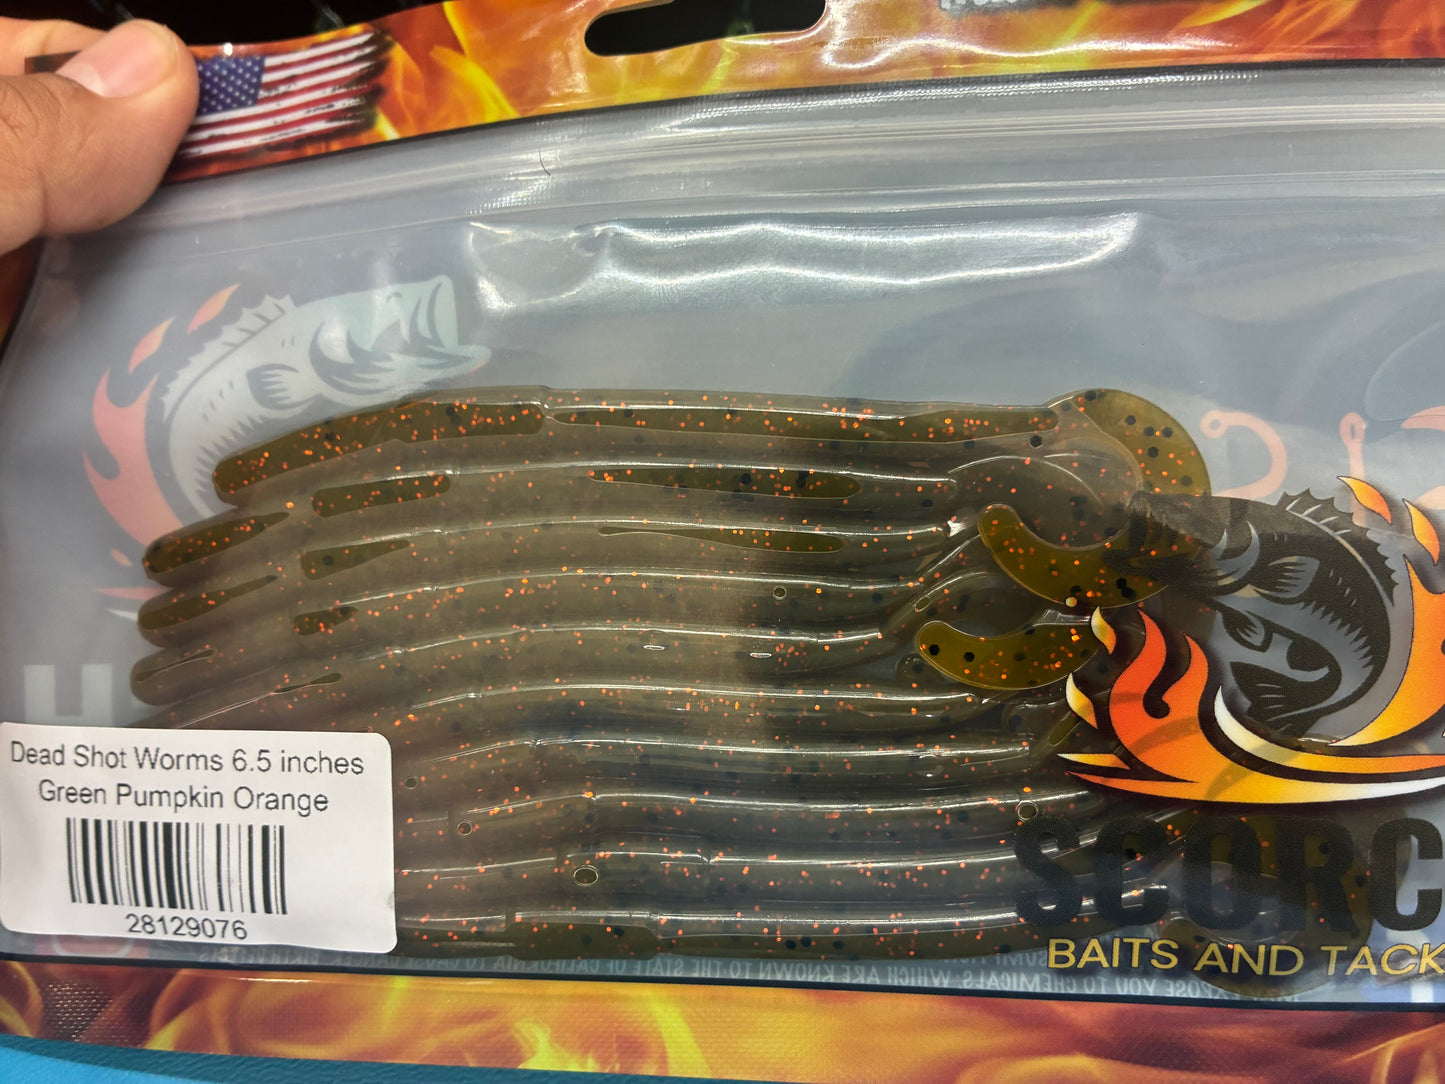 Dead Shot Worms 6.5 inches
Green Pumpkin Orange
28129076
SCORC
BAITS AND TACK